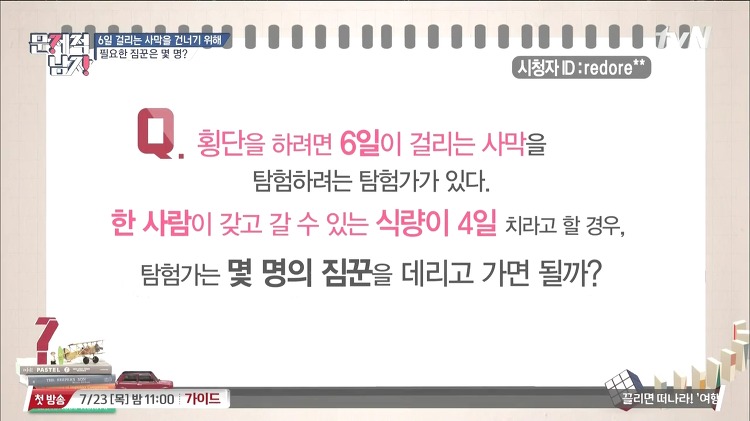 문제적 남자
6일 걸리는 사막을 건너기 위해
필요한 짐꾼은 몇 명?
tvN
시청자 ID : redore**
Q. 횡단을 하려면 6일이 걸리는 사막을
탐험하려는 탐험가가 있다.
한 사람이 갖고 갈 수 있는 식량이 4일 치라고 할 경우,
탐험가는 몇 명의 짐꾼을 데리고 가면 될까?
?
PASTEL
첫 방송 7/23 [목] 밤 11:00 가이드
끌리면 떠나라! '여행